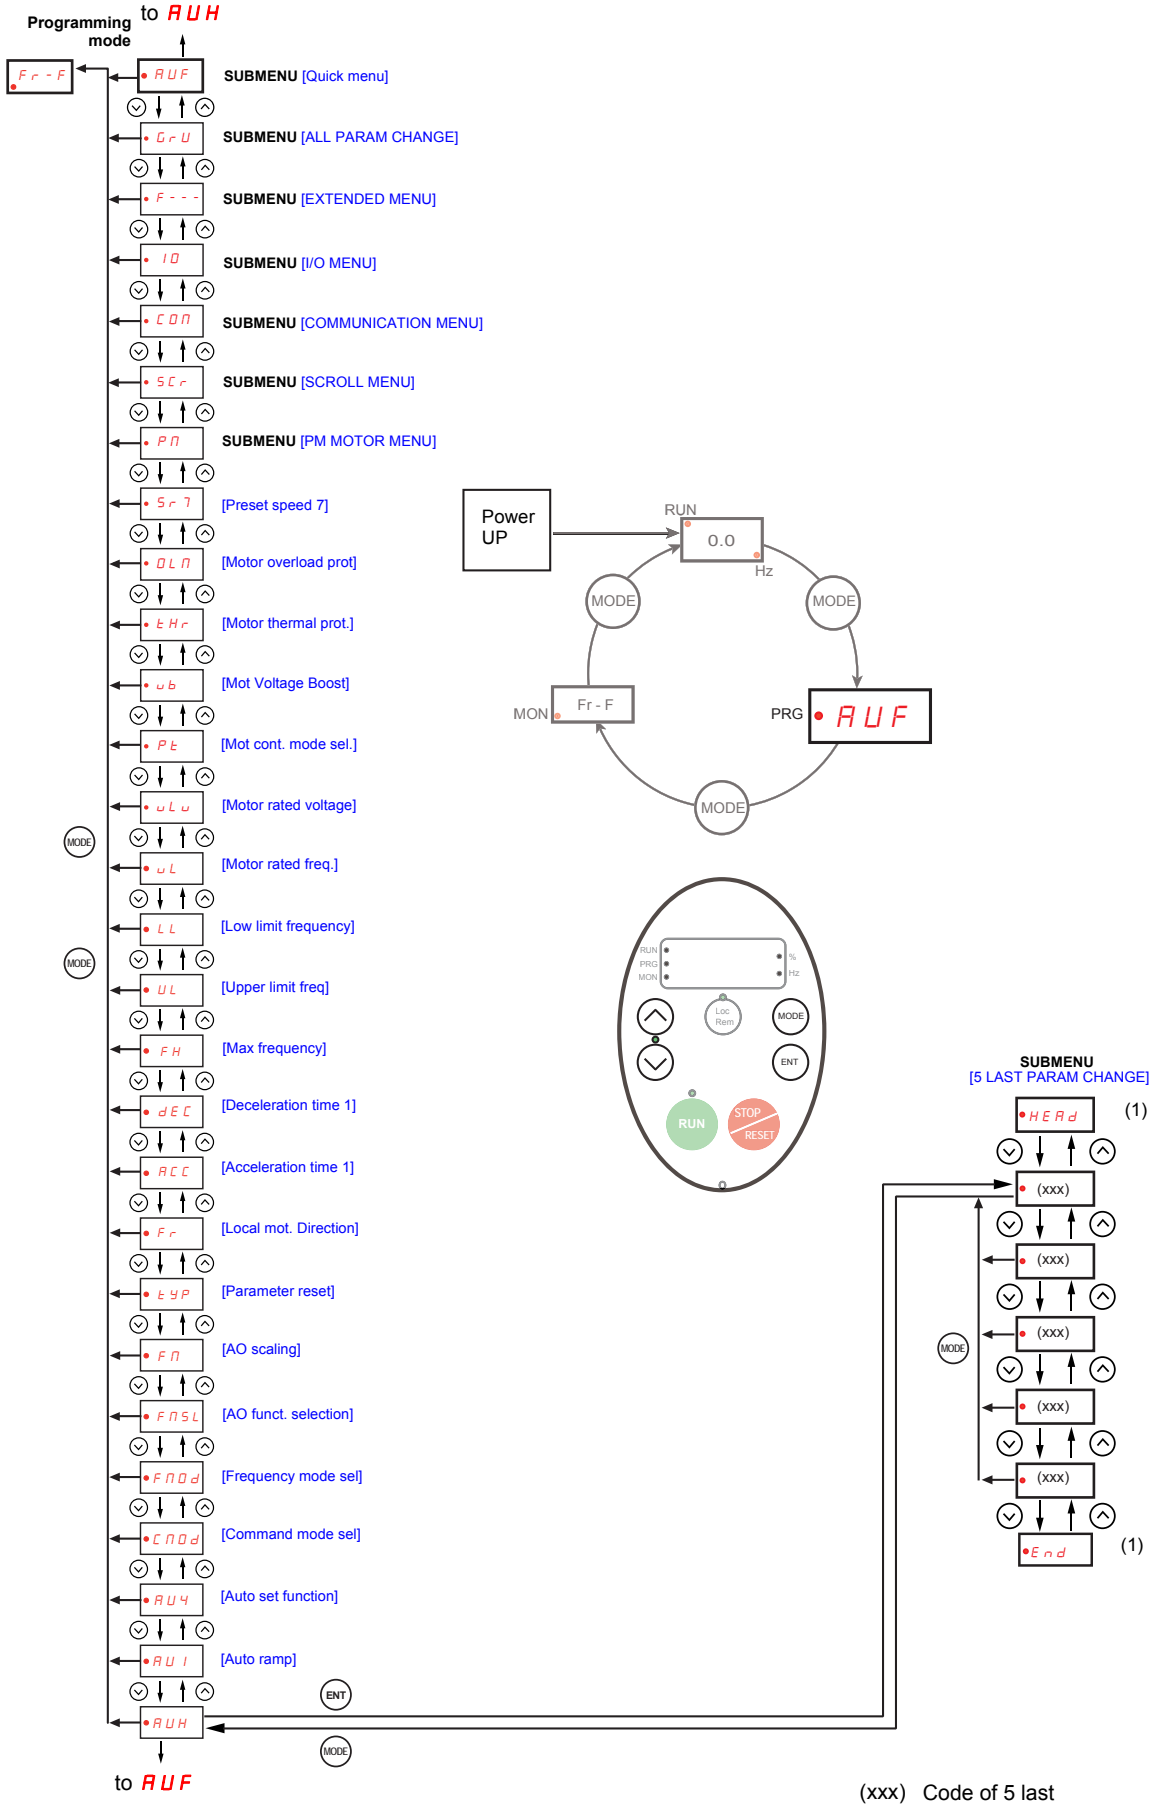 to AUH
Programming
mode
Fr-F
AUF
SUBMENU [Quick menu]
GrU
SUBMENU [ALL PARAM CHANGE]
F---
SUBMENU [EXTENDED MENU]
IO
SUBMENU [I/O MENU]
COM
SUBMENU [COMMUNICATION MENU]
SCr
SUBMENU [SCROLL MENU]
PM
SUBMENU [PM MOTOR MENU]
Sr7
[Preset speed 7]
OLM
[Motor overload prot]
tHr
[Motor thermal prot.]
ub
[Mot Voltage Boost]
Pt
[Mot cont. mode sel.]
uLu
[Motor rated voltage]
MODE
uL
[Motor rated freq.]
LL
[Low limit frequency]
MODE
UL
[Upper limit freq]
FH
[Max frequency]
dEC
[Deceleration time 1]
ACC
[Acceleration time 1]
Fr
[Local mot. Direction]
tYP
[Parameter reset]
FM
[AO scaling]
FMSL
[AO funct. selection]
FMOd
[Frequency mode sel]
CMOd
[Command mode sel]
AU4
[Auto set function]
AU1
[Auto ramp]
ENT
AUH
MODE
to AUF
Power
UP
RUN
0.0
Hz
MODE
MODE
MON
Fr - F
PRG
AUF
MODE
RUN
PRG
MON
%
Hz
Loc
Rem
MODE
ENT
RUN
STOP
RESET
SUBMENU
[5 LAST PARAM CHANGE]
HEAd
(1)
(xxx)
(xxx)
(xxx)
MODE
(xxx)
(xxx)
End
(1)
(xxx) Code of 5 last